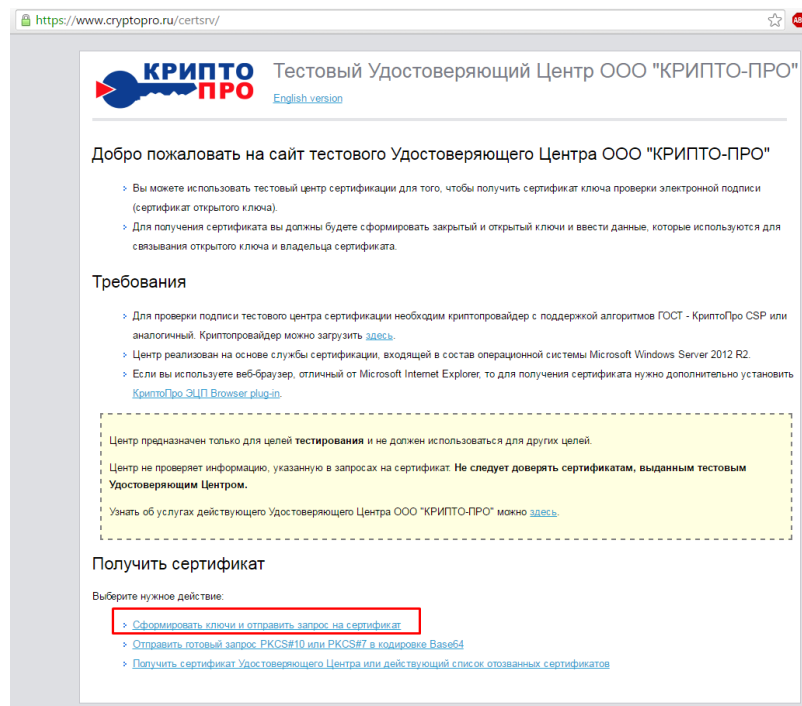 https://www.cryptopro.ru/certsrv/
КРИПТО
ПРО
Тестовый Удостоверяющий Центр ООО "КРИПТО-ПРО"
English version
Добро пожаловать на сайт тестового Удостоверяющего Центра ООО "КРИПТО-ПРО"
Вы можете использовать тестовый центр сертификации для того, чтобы получить сертификат ключа проверки электронной подписи
(сертификат открытого ключа).
Для получения сертификата вы должны будете сформировать закрытый и открытый ключи и ввести данные, которые используются для
связывания открытого ключа и владельца сертификата.
Требования
Для проверки подписи тестового центра сертификации необходим криптопровайдер с поддержкой алгоритмов ГОСТ - КриптоПро CSP или
аналогичный. Криптопровайдер можно загрузить здесь.
Центр реализован на основе службы сертификации, входящей в состав операционной системы Microsoft Windows Server 2012 R2.
Если вы используете веб-браузер, отличный от Microsoft Internet Explorer, то для получения сертификата нужно дополнительно установить
КриптоПро ЭЦП Browser plug-in.
Центр предназначен только для целей тестирования и не должен использоваться для других целей.
Центр не проверяет информацию, указанную в запросах на сертификат. Не следует доверять сертификатам, выданным тестовым
Удостоверяющим Центром.
Узнать об услугах действующего Удостоверяющего Центра ООО "КРИПТО-ПРО" можно здесь.
Получить сертификат
Выберите нужное действие:
Сформировать ключи и отправить запрос на сертификат
Отправить готовый запрос PKCS#10 или PKCS#7 в кодировке Base64
Получить сертификат Удостоверяющего Центра или действующий список отозванных сертификатов